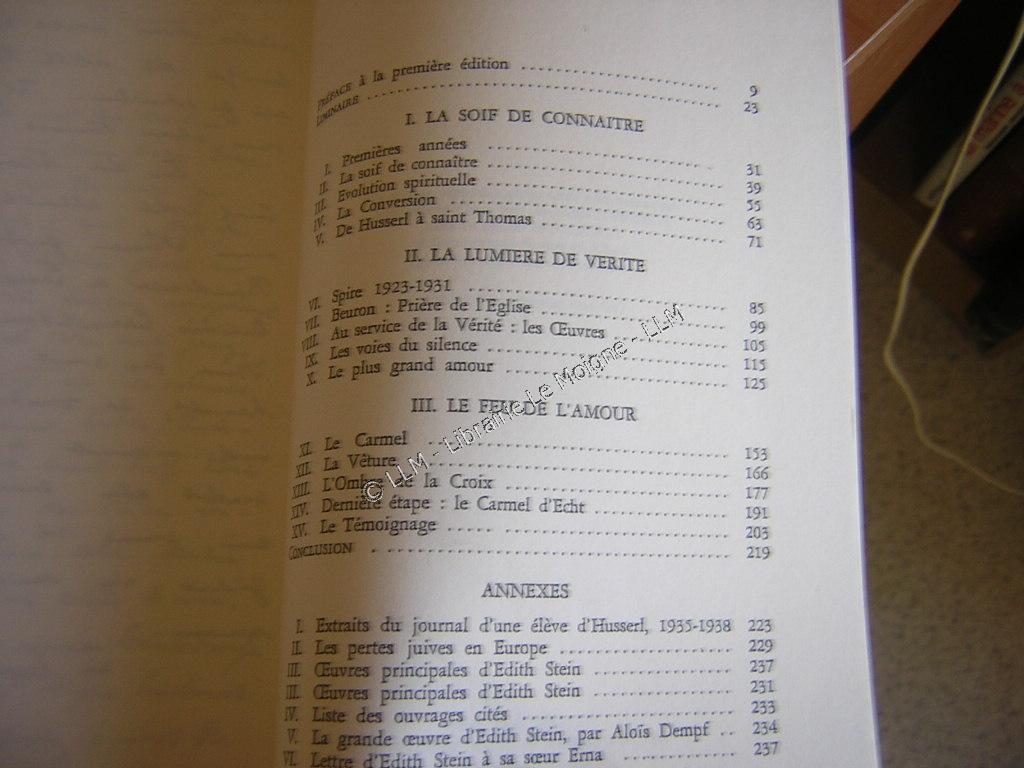 PRÉFACE à la première édition ........ 9
LIMINAIRE ........ 23
I. LA SOIF DE CONNAITRE
I. Premières années ........ 31
II. La soif de connaître ........ 39
III. Evolution spirituelle ........ 55
IV. La Conversion ........ 63
V. De Husserl à saint Thomas ........ 71
II. LA LUMIERE DE VERITE
VI. Spire 1923-1931 ........ 85
VII. Beuron : Prière de l'Eglise ........ 99
VIII. Au service de la Vérité : les Œuvres ........ 105
IX. Les voies du silence ........ 115
X. Le plus grand amour ........ 125
III. LE FEU DE L'AMOUR
XI. Le Carmel ........ 153
XII. La Vêture ........ 166
XIII. L'Ombre de la Croix ........ 177
XIV. Dernière étape : le Carmel d'Echt ........ 191
XV. Le Témoignage ........ 203
CONCLUSION ........ 219
ANNEXES
I. Extraits du journal d'une élève d'Husserl, 1935-1938 223
II. Les pertes juives en Europe ........ 229
III. Œuvres principales d'Edith Stein ........ 237
III. Œuvres principales d'Edith Stein ........ 231
IV. Liste des ouvrages cités ........ 233
V. La grande œuvre d'Edith Stein, par Aloïs Dempf .. 234
VI. Lettre d'Edith Stein à sa sœur Erna ........ 237
© LLM - Librairie Le Moigne - LLM